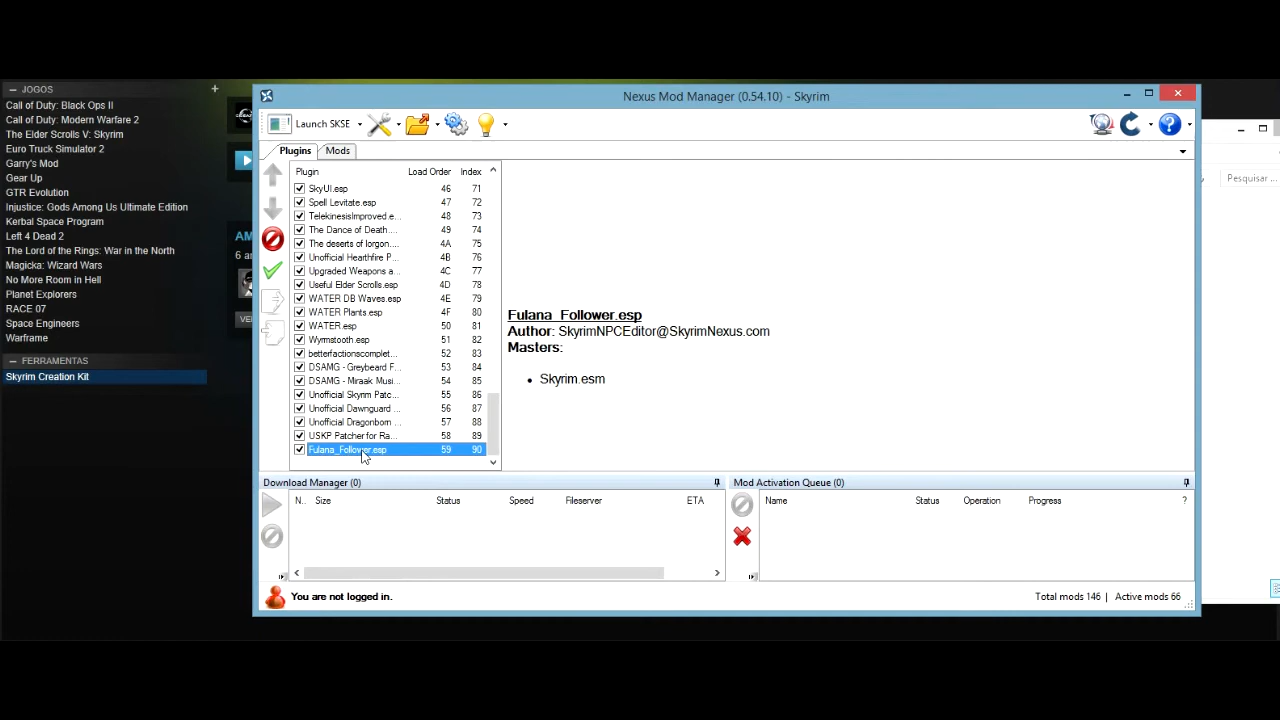 JOGOS +
Call of Duty: Black Ops II
Call of Duty: Modern Warfare 2
The Elder Scrolls V: Skyrim
Euro Truck Simulator 2
Garry's Mod
Gear Up
GTR Evolution
Injustice: Gods Among Us Ultimate Edition
Kerbal Space Program
Left 4 Dead 2
The Lord of the Rings: War in the North
Magicka: Wizard Wars
No More Room in Hell
Planet Explorers
RACE 07
Space Engineers
Warframe
FERRAMENTAS
Skyrim Creation Kit
AM
6 a
VE
Nexus Mod Manager (0.54.10) - Skyrim
Launch SKSE
Plugins Mods
Plugin Load Order Index
SkyUI.esp 46 71
Spell Levitate.esp 47 72
TelekinesisImproved.e... 48 73
The Dance of Death.... 49 74
The deserts of Iorgon.... 4A 75
Unofficial Hearthfire P... 4B 76
Upgraded Weapons a... 4C 77
Useful Elder Scrolls.esp 4D 78
WATER DB Waves.esp 4E 79
WATER Plants.esp 4F 80
WATER.esp 50 81
Wyrmstooth.esp 51 82
betterfactionscomplet... 52 83
DSAMG - Greybeard F... 53 84
DSAMG - Miraak Musi... 54 85
Unofficial Skyrim Patc... 55 86
Unofficial Dawnguard ... 56 87
Unofficial Dragonborn ... 57 88
USKP Patcher for Ra... 58 89
Fulana_Follower.esp 59 90
Fulana_Follower.esp
Author: SkyrimNPCEditor@SkyrimNexus.com
Masters:
• Skyrim.esm
Pesquisar ...
Download Manager (0)
N.. Size Status Speed Fileserver ETA
Mod Activation Queue (0)
Name Status Operation Progress ?
You are not logged in.
Total mods 146 | Active mods 66